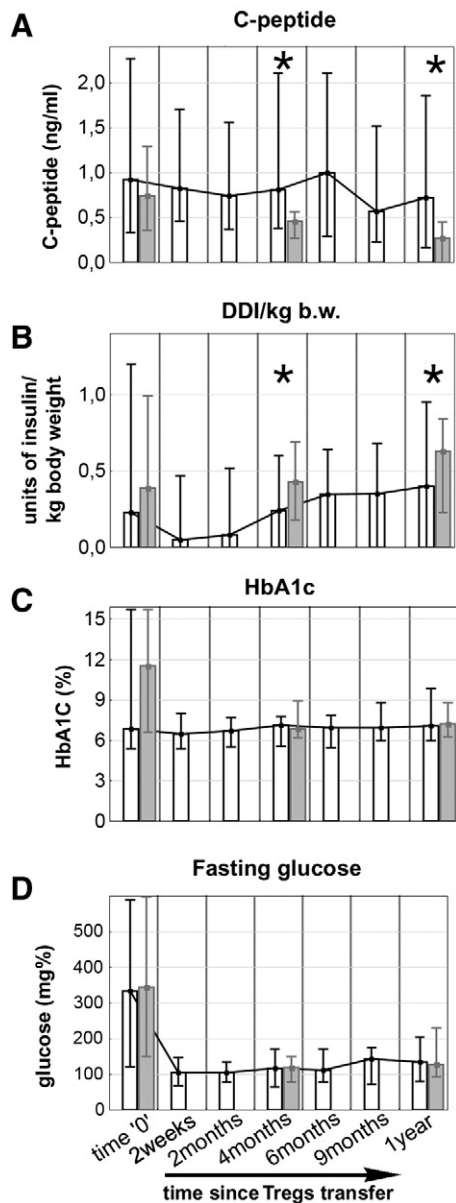 A
C-peptide
C-peptide (ng/ml)
2,0
1,5
1,0
0,5
0,0
*
*
B
DDI/kg b.w.
units of insulin/
kg body weight
1,0
0,5
0,0
*
*
C
HbA1c
HbA1C (%)
15
12
9
6
3
0
D
Fasting glucose
glucose (mg%)
500
400
300
200
100
0
time '0'
2weeks
2months
4months
6months
9months
1year
time since Tregs transfer